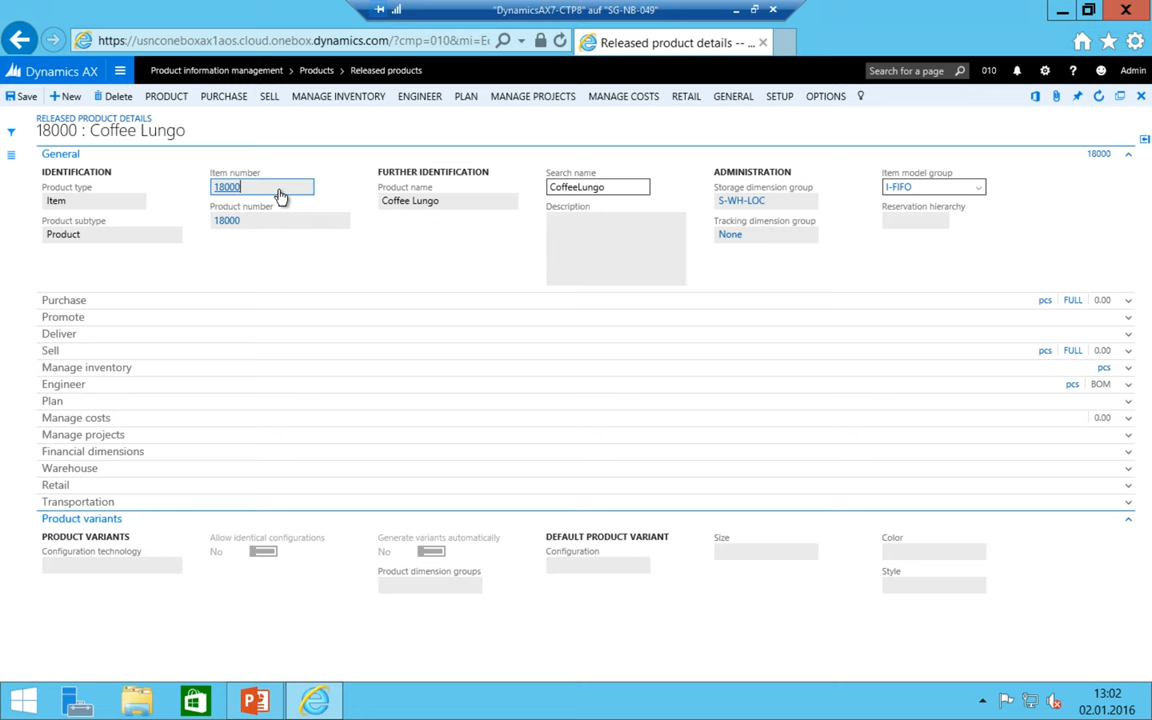 "DynamicsAX7-CTP8" auf "SG-NB-049"
https://usnconeboxax1aos.cloud.onebox.dynamics.com/?cmp=010&mi=E
Released product details -- ...
Dynamics AX
Product information management
Products
Released products
Search for a page
010
Admin
Save
New
Delete
PRODUCT
PURCHASE
SELL
MANAGE INVENTORY
ENGINEER
PLAN
MANAGE PROJECTS
MANAGE COSTS
RETAIL
GENERAL
SETUP
OPTIONS
RELEASED PRODUCT DETAILS
18000 : Coffee Lungo
General
18000
IDENTIFICATION
Product type
Item
Product subtype
Product
Item number
18000
Product number
18000
FURTHER IDENTIFICATION
Product name
Coffee Lungo
Search name
CoffeeLungo
Description
ADMINISTRATION
Storage dimension group
S-WH-LOC
Tracking dimension group
None
Item model group
I-FIFO
Reservation hierarchy
Purchase pcs FULL 0.00
Promote
Deliver
Sell pcs FULL 0.00
Manage inventory pcs
Engineer pcs BOM
Plan
Manage costs 0.00
Manage projects
Financial dimensions
Warehouse
Retail
Transportation
Product variants
PRODUCT VARIANTS
Configuration technology
Allow identical configurations
No
Generate variants automatically
No
Product dimension groups
DEFAULT PRODUCT VARIANT
Configuration
Size
Color
Style
13:02
02.01.2016